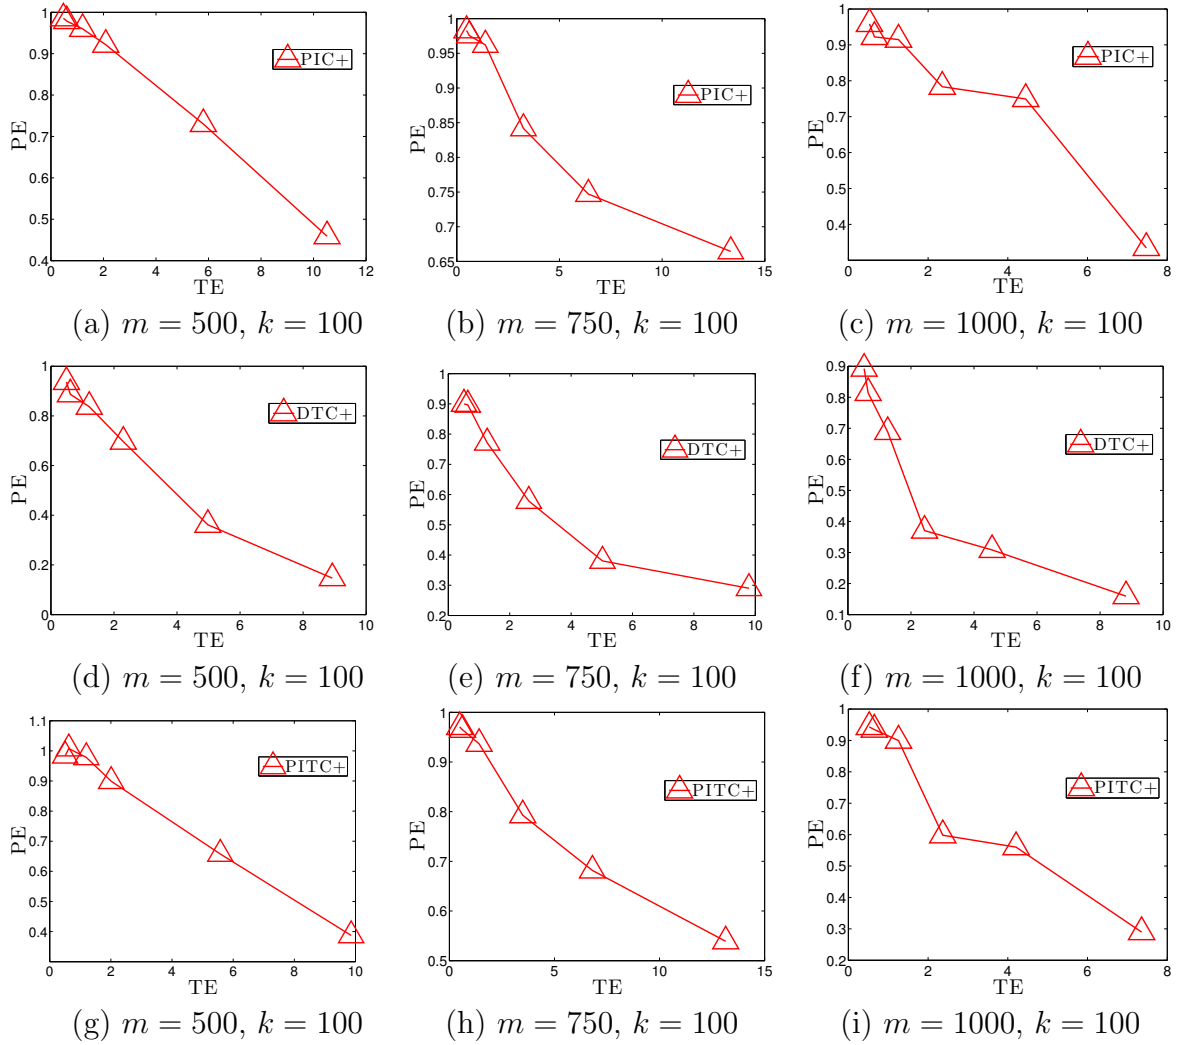 1
0.9
0.8
0.7
0.6
0.5
0.4
PE
0 2 4 6 8 10 12
TE
PIC+
(a) m = 500, k = 100
1
0.95
0.9
0.85
0.8
0.75
0.7
0.65
PE
0 5 10 15
TE
PIC+
(b) m = 750, k = 100
1
0.9
0.8
0.7
0.6
0.5
0.4
PE
0 2 4 6 8
TE
PIC+
(c) m = 1000, k = 100
1
0.8
0.6
0.4
0.2
0
PE
0 2 4 6 8 10
TE
DTC+
(d) m = 500, k = 100
1
0.9
0.8
0.7
0.6
0.5
0.4
0.3
0.2
PE
0 2 4 6 8 10
TE
DTC+
(e) m = 750, k = 100
0.9
0.8
0.7
0.6
0.5
0.4
0.3
0.2
0.1
PE
0 2 4 6 8 10
TE
DTC+
(f) m = 1000, k = 100
1.1
1
0.9
0.8
0.7
0.6
0.5
0.4
PE
0 2 4 6 8 10
TE
PITC+
(g) m = 500, k = 100
1
0.9
0.8
0.7
0.6
0.5
PE
0 5 10 15
TE
PITC+
(h) m = 750, k = 100
1
0.9
0.8
0.7
0.6
0.5
0.4
0.3
0.2
PE
0 2 4 6 8
TE
PITC+
(i) m = 1000, k = 100